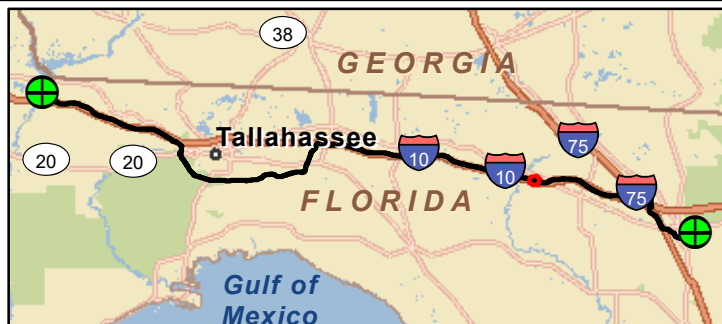 38
GEORGIA
Tallahassee
20
20
10
10
75
75
FLORIDA
Gulf of
Mexico